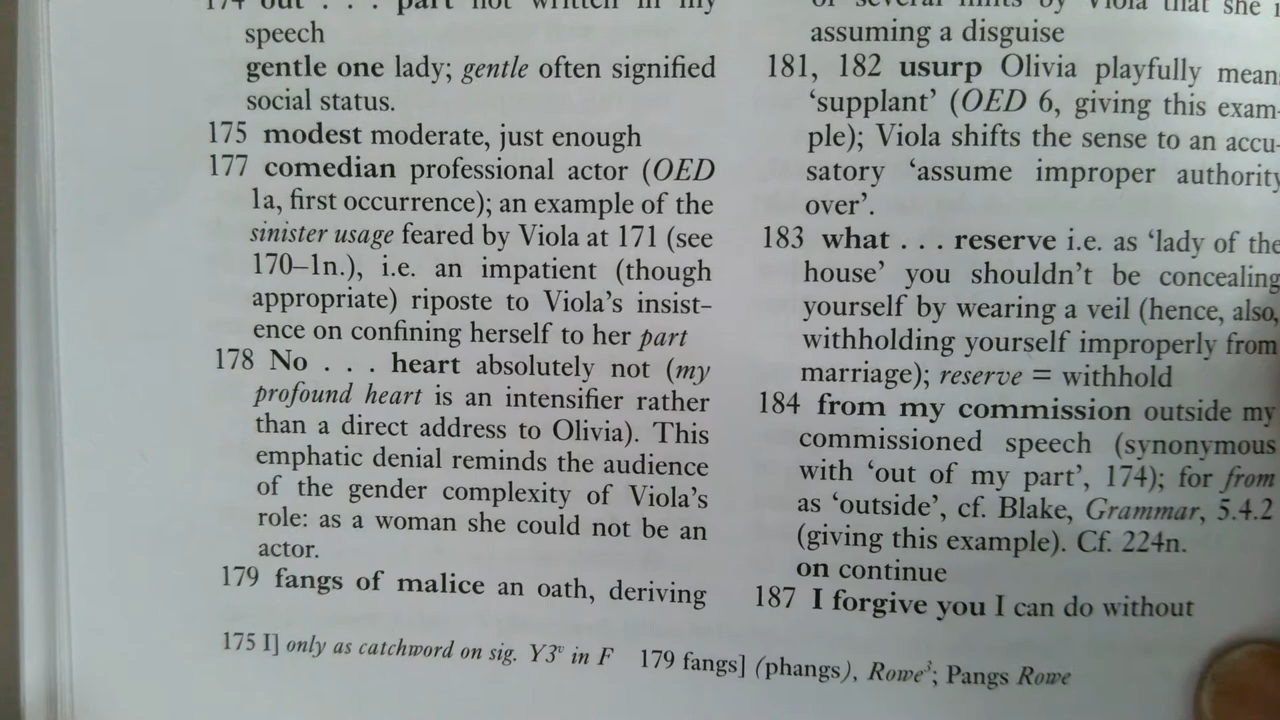 174 out . . . part not written in my
speech
gentle one lady; gentle often signified
social status.
175 modest moderate, just enough
177 comedian professional actor (OED
1a, first occurrence); an example of the
sinister usage feared by Viola at 171 (see
170–1n.), i.e. an impatient (though
appropriate) riposte to Viola's insist-
ence on confining herself to her part
178 No . . . heart absolutely not (my
profound heart is an intensifier rather
than a direct address to Olivia). This
emphatic denial reminds the audience
of the gender complexity of Viola's
role: as a woman she could not be an
actor.
179 fangs of malice an oath, deriving
of several hints by Viola that she
assuming a disguise
181, 182 usurp Olivia playfully
'supplant' (OED 6, giving this exam-
ple); Viola shifts the sense to an accu-
satory 'assume improper authority
over'.
183 what . . . reserve i.e. as 'lady of the
house' you shouldn't be concealing
yourself by wearing a veil (hence, also,
withholding yourself improperly from
marriage); reserve = withhold
184 from my commission outside my
commissioned speech (synonymous
with 'out of my part', 174); for from
as 'outside', cf. Blake, Grammar, 5.4.2
(giving this example). Cf. 224n.
on continue
187 I forgive you I can do without
175 I] only as catchword on sig. Y3ᵛ in F 179 fangs] (phangs), Rowe³; Pangs Rowe